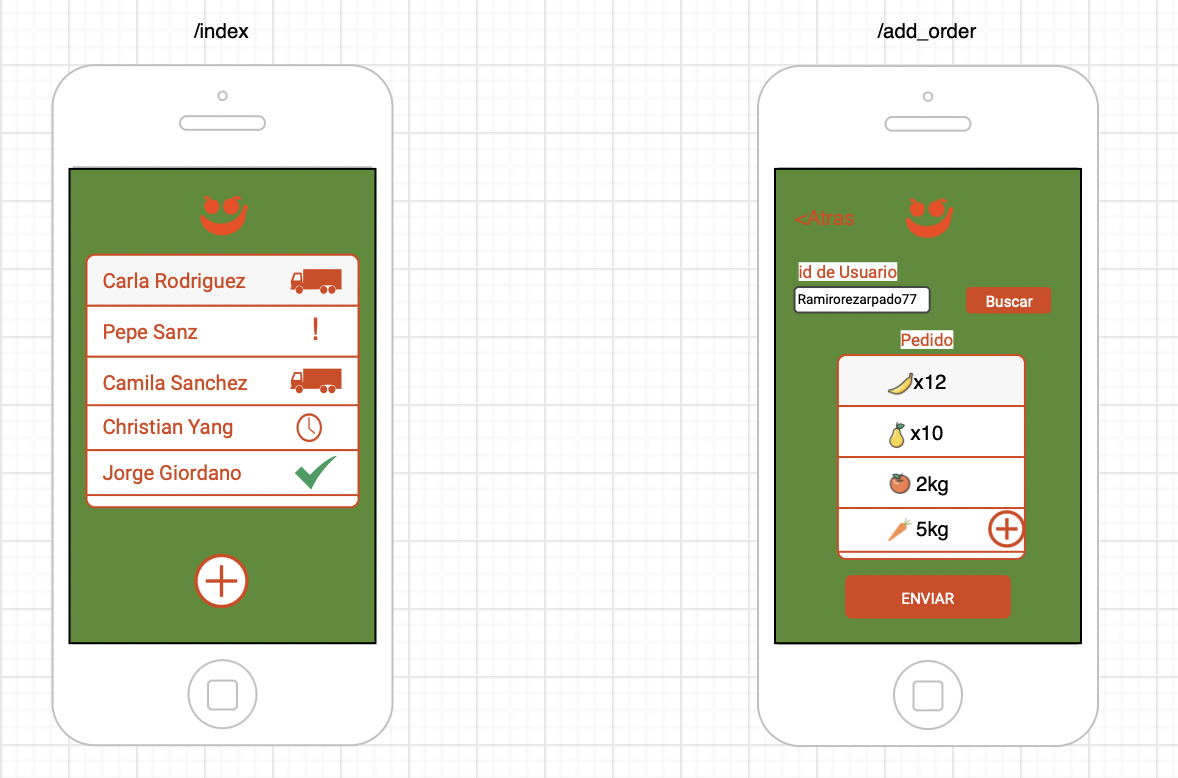 /index
Carla Rodriguez
Pepe Sanz
!
Camila Sanchez
Christian Yang
Jorge Giordano
/add_order
<Atras
id de Usuario
Ramirorezarpado77
Buscar
Pedido
x12
x10
2kg
5kg
ENVIAR